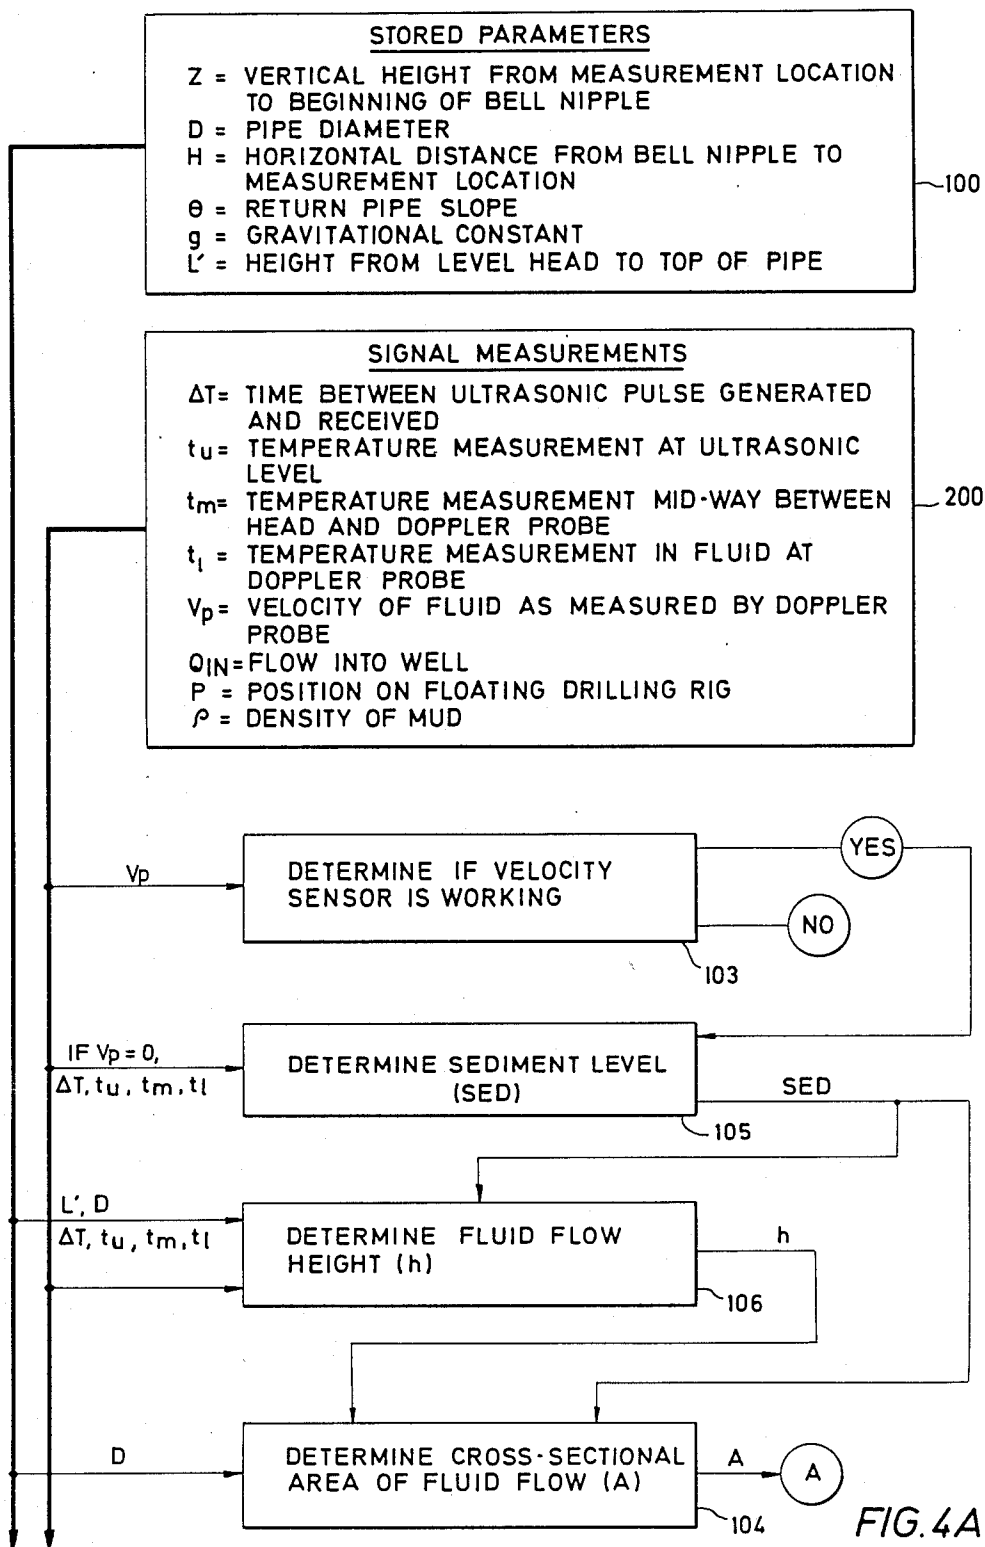 STORED PARAMETERS
Z = VERTICAL HEIGHT FROM MEASUREMENT LOCATION
TO BEGINNING OF BELL NIPPLE
D = PIPE DIAMETER
H = HORIZONTAL DISTANCE FROM BELL NIPPLE TO
MEASUREMENT LOCATION
θ = RETURN PIPE SLOPE
g = GRAVITATIONAL CONSTANT
L' = HEIGHT FROM LEVEL HEAD TO TOP OF PIPE
100
SIGNAL MEASUREMENTS
ΔT= TIME BETWEEN ULTRASONIC PULSE GENERATED
AND RECEIVED
tu= TEMPERATURE MEASUREMENT AT ULTRASONIC
LEVEL
tm= TEMPERATURE MEASUREMENT MID-WAY BETWEEN
HEAD AND DOPPLER PROBE
tl = TEMPERATURE MEASUREMENT IN FLUID AT
DOPPLER PROBE
Vp= VELOCITY OF FLUID AS MEASURED BY DOPPLER
PROBE
QIN=FLOW INTO WELL
P = POSITION ON FLOATING DRILLING RIG
ρ = DENSITY OF MUD
200
Vp
DETERMINE IF VELOCITY
SENSOR IS WORKING
YES
NO
103
IF Vp=0,
ΔT, tu, tm, tl
DETERMINE SEDIMENT LEVEL
(SED)
SED
105
L', D
ΔT, tu, tm, tl
DETERMINE FLUID FLOW
HEIGHT (h)
h
106
D
DETERMINE CROSS-SECTIONAL
AREA OF FLUID FLOW (A)
A
A
104
FIG. 4A